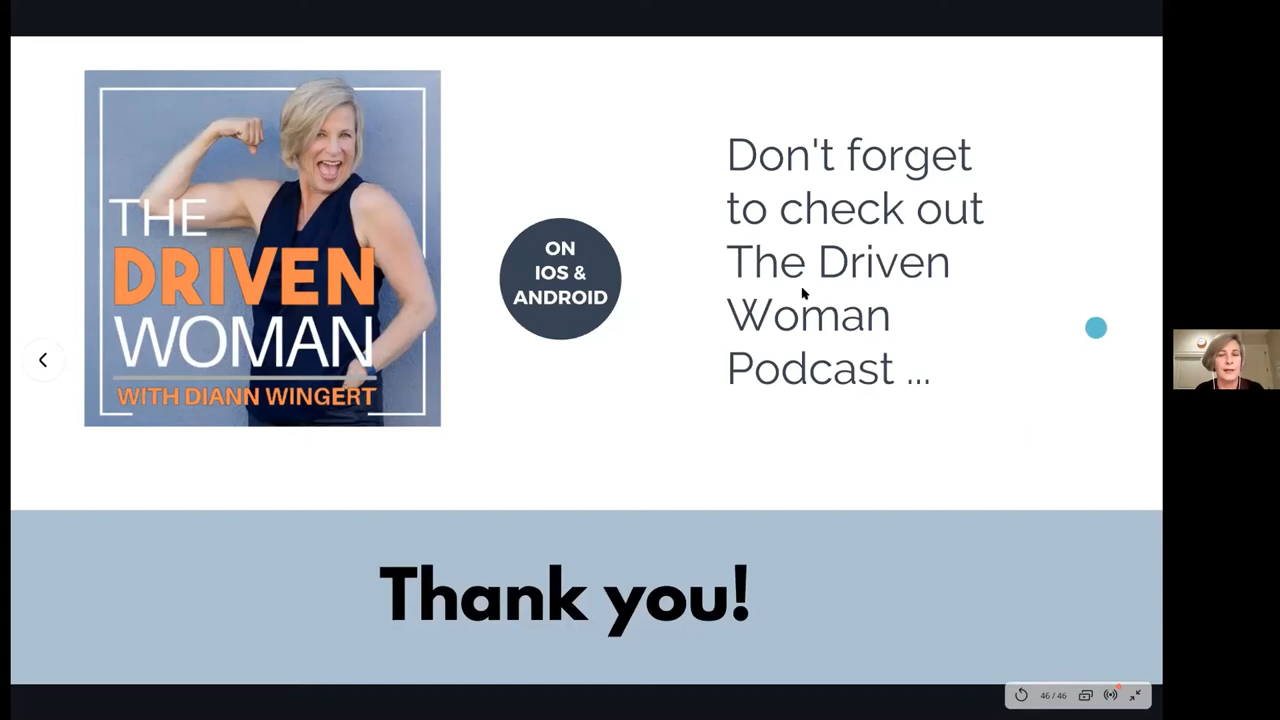 THE
DRIVEN
WOMAN
WITH DIANN WINGERT
ON
IOS &
ANDROID
Don't forget
to check out
The Driven
Woman
Podcast ...
Thank you!
46 / 46